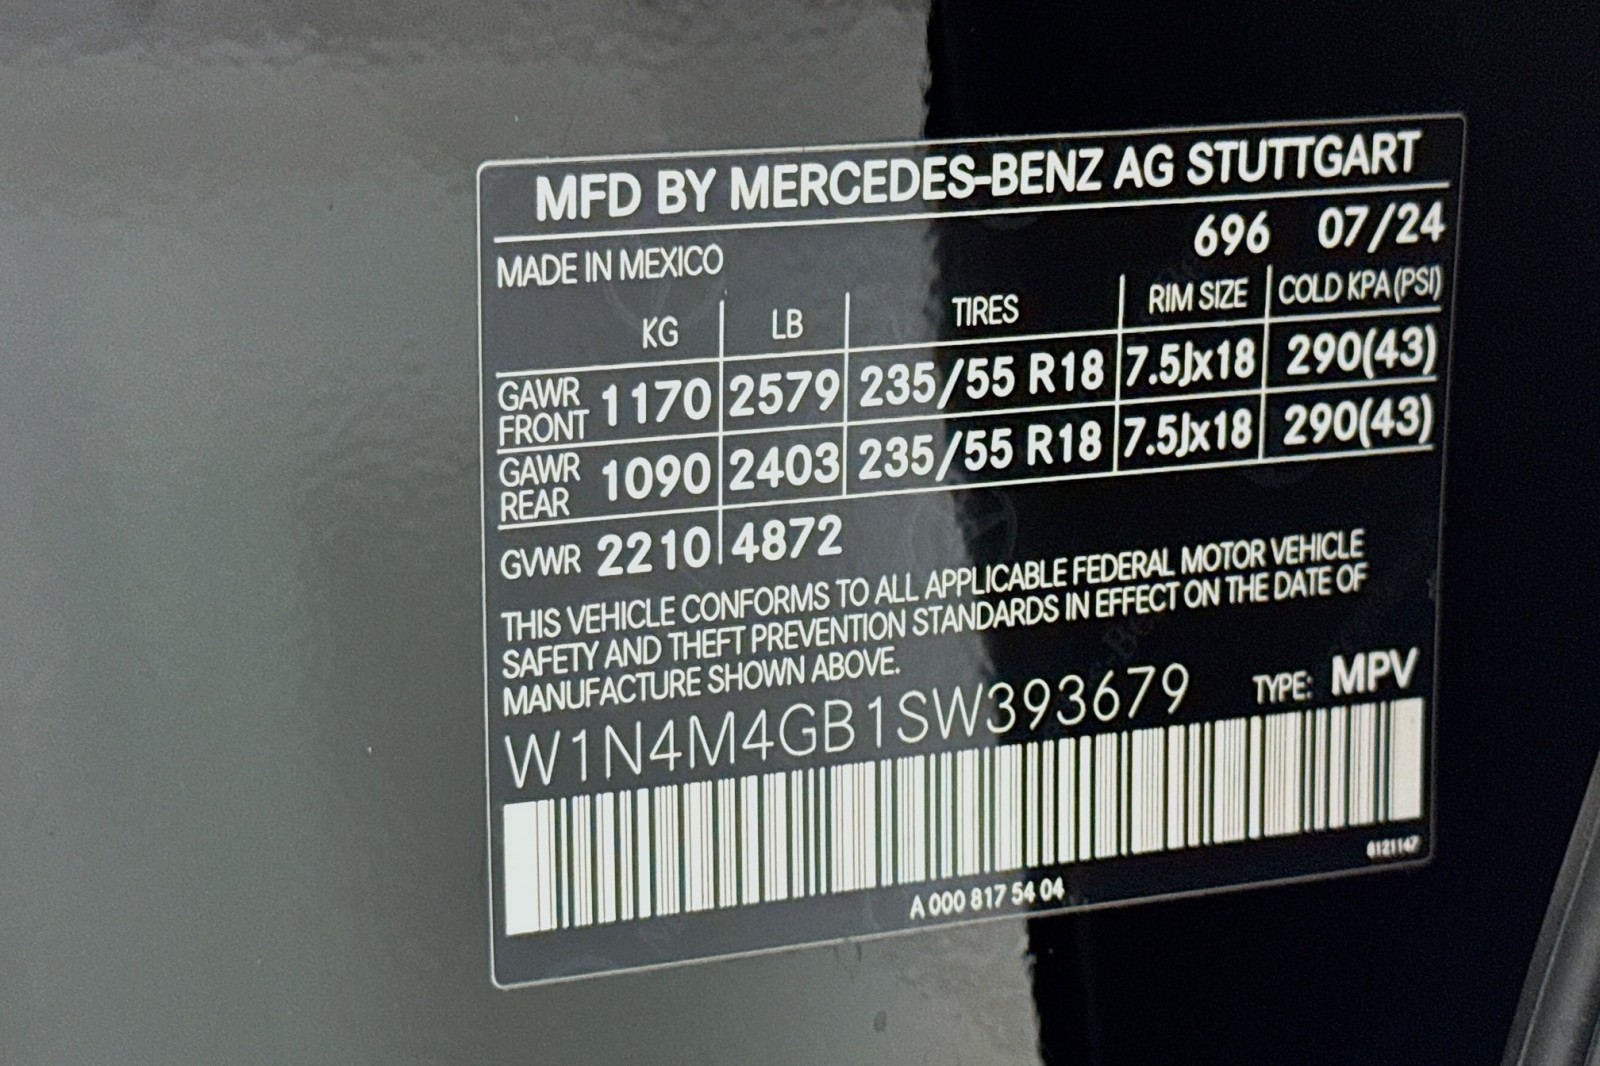 MFD BY MERCEDES-BENZ AG STUTTGART
696 07/24
MADE IN MEXICO
KG LB TIRES RIM SIZE COLD KPA (PSI)
GAWR FRONT 1170 2579 235/55 R18 7.5Jx18 290(43)
GAWR REAR 1090 2403 235/55 R18 7.5Jx18 290(43)
GVWR 2210 4872
THIS VEHICLE CONFORMS TO ALL APPLICABLE FEDERAL MOTOR VEHICLE
SAFETY AND THEFT PREVENTION STANDARDS IN EFFECT ON THE DATE OF
MANUFACTURE SHOWN ABOVE.
W1N4M4GB1SW393679 TYPE: MPV
A 000 817 54 04